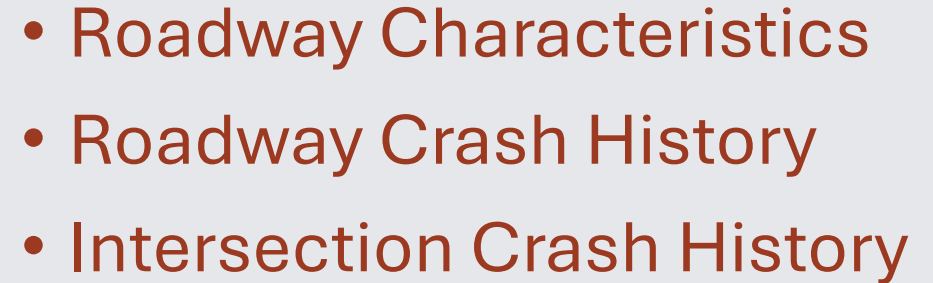 • Roadway Characteristics
• Roadway Crash History
• Intersection Crash History